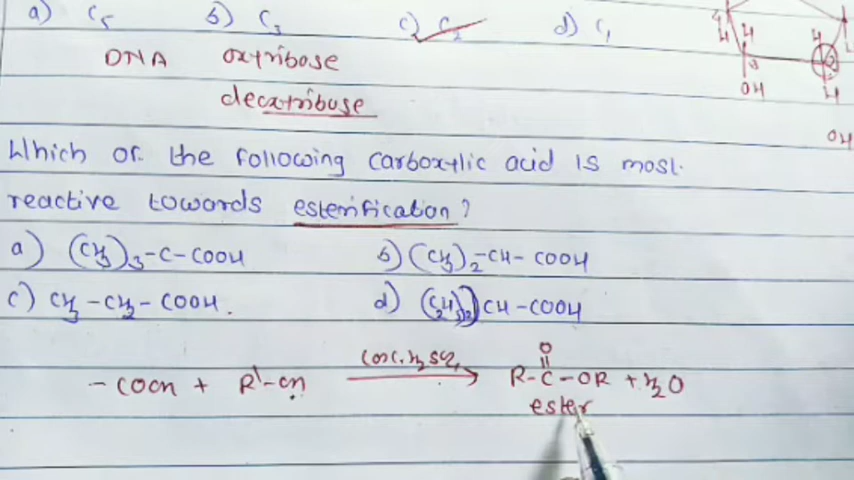 a) C₅ b) C₃ c) C₂ d) C₁
DNA oxyribose
deoxyribose
Which of the following carboxylic acid is most
reactive towards esterification?
a) (CH₃)₃-C-COOH b) (CH₃)₂-CH-COOH
c) CH₃-CH₂-COOH. d) (C₂H₅)₂CH-COOH
-COOH + R'-OH conc. H₂SO₄ R-C-OR + H₂O
O
ester
H H H
OH H
OH